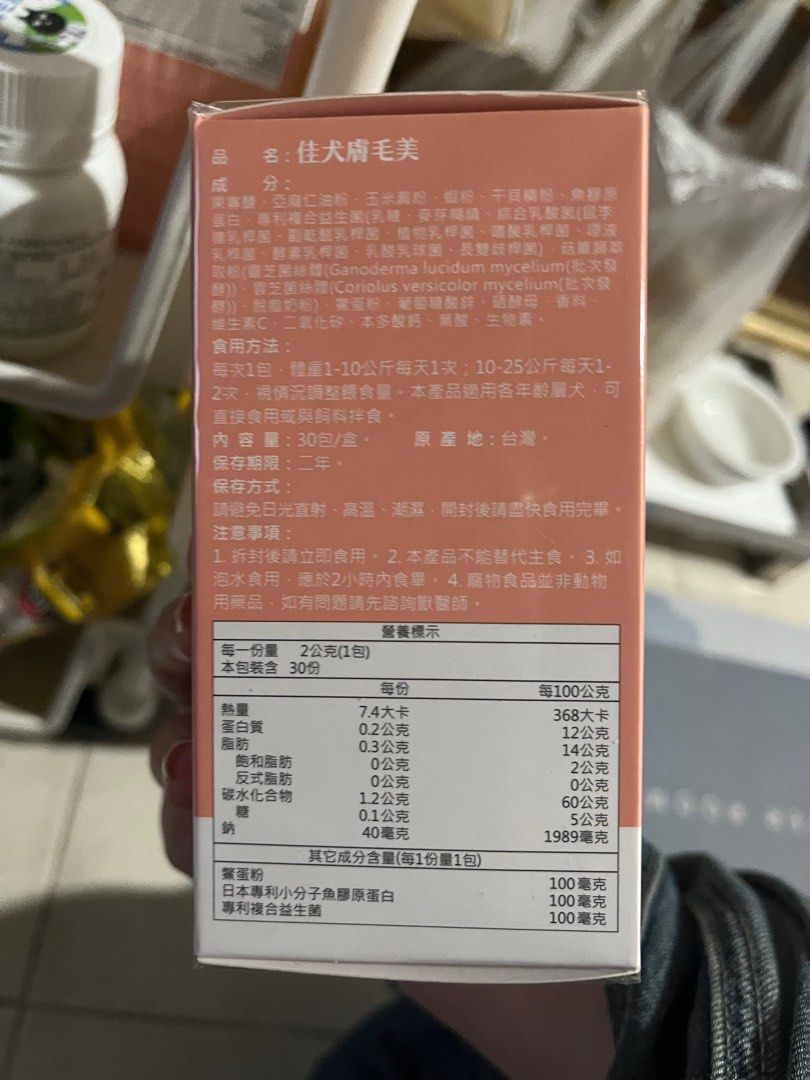 品 名：佳犬膚毛美
成 分：
果寡醣、亞麻仁油粉、玉米澱粉、蝦粉、干貝精粉、魚膠原
蛋白、專利複合益生菌(乳糖、麥芽糊精、綜合乳酸菌(鼠李
糖乳桿菌、副乾酪乳桿菌、植物乳桿菌、嗜酸乳桿菌、唾液
乳桿菌、酵素乳桿菌、乳酸乳球菌、長雙歧桿菌)、菇蕈類萃
取粉(靈芝菌絲體(Ganoderma lucidum mycelium(批次發
酵))、雲芝菌絲體(Coriolus versicolor mycelium(批次發
酵))、脫脂奶粉)、鱉蛋粉、葡萄糖酸鋅、硒酵母、香料、
維生素C、二氧化矽、本多酸鈣、葉酸、生物素。
食用方法：
每次1包，體重1-10公斤每天1次；10-25公斤每天1-
2次，視情況調整餵食量。本產品適用各年齡層犬，可
直接食用或與飼料拌食。
內 容 量：30包/盒。 原 產 地：台灣。
保存期限：二年。
保存方式：
請避免日光直射、高溫、潮濕，開封後請盡快食用完畢。
注意事項：
1. 拆封後請立即食用。 2. 本產品不能替代主食。 3. 如
泡水食用，應於2小時內食畢。 4. 寵物食品並非動物
用藥品，如有問題請先諮詢獸醫師。
營養標示
每一份量 2公克(1包)
本包裝含 30份
每份 每100公克
熱量 7.4大卡 368大卡
蛋白質 0.2公克 12公克
脂肪 0.3公克 14公克
飽和脂肪 0公克 2公克
反式脂肪 0公克 0公克
碳水化合物 1.2公克 60公克
糖 0.1公克 5公克
鈉 40毫克 1989毫克
其它成分含量(每1份量1包)
鱉蛋粉 100毫克
日本專利小分子魚膠原蛋白 100毫克
專利複合益生菌 100毫克